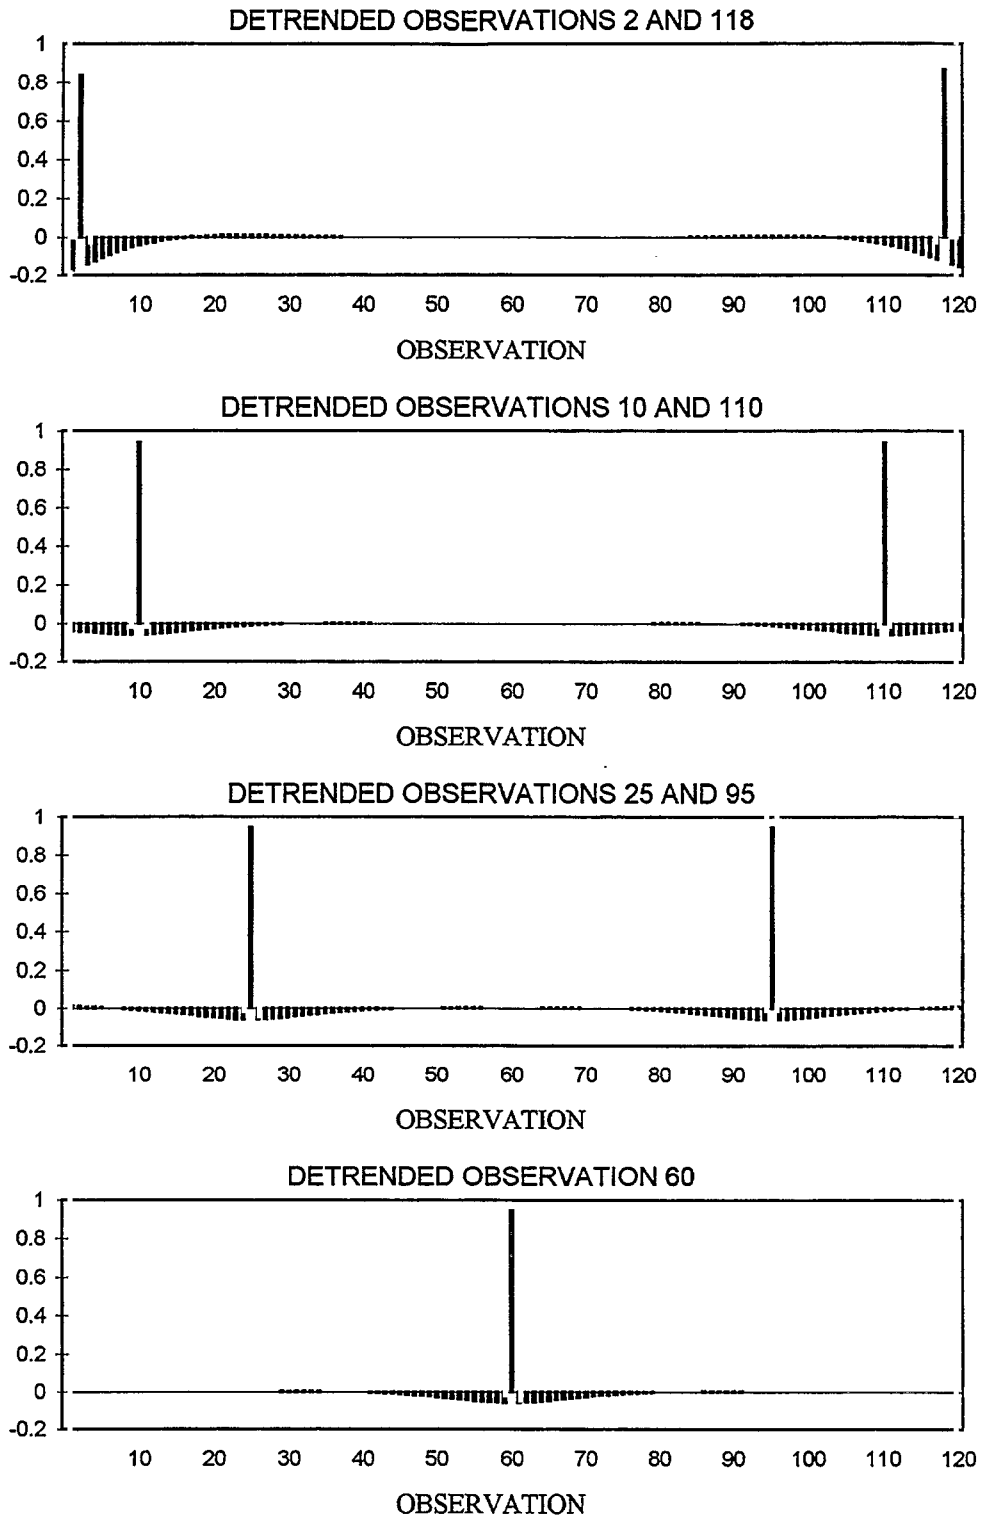 DETRENDED OBSERVATIONS 2 AND 118
1
0.8
0.6
0.4
0.2
0
-0.2
10 20 30 40 50 60 70 80 90 100 110 120
OBSERVATION
DETRENDED OBSERVATIONS 10 AND 110
1
0.8
0.6
0.4
0.2
0
-0.2
10 20 30 40 50 60 70 80 90 100 110 120
OBSERVATION
DETRENDED OBSERVATIONS 25 AND 95
1
0.8
0.6
0.4
0.2
0
-0.2
10 20 30 40 50 60 70 80 90 100 110 120
OBSERVATION
DETRENDED OBSERVATION 60
1
0.8
0.6
0.4
0.2
0
-0.2
10 20 30 40 50 60 70 80 90 100 110 120
OBSERVATION